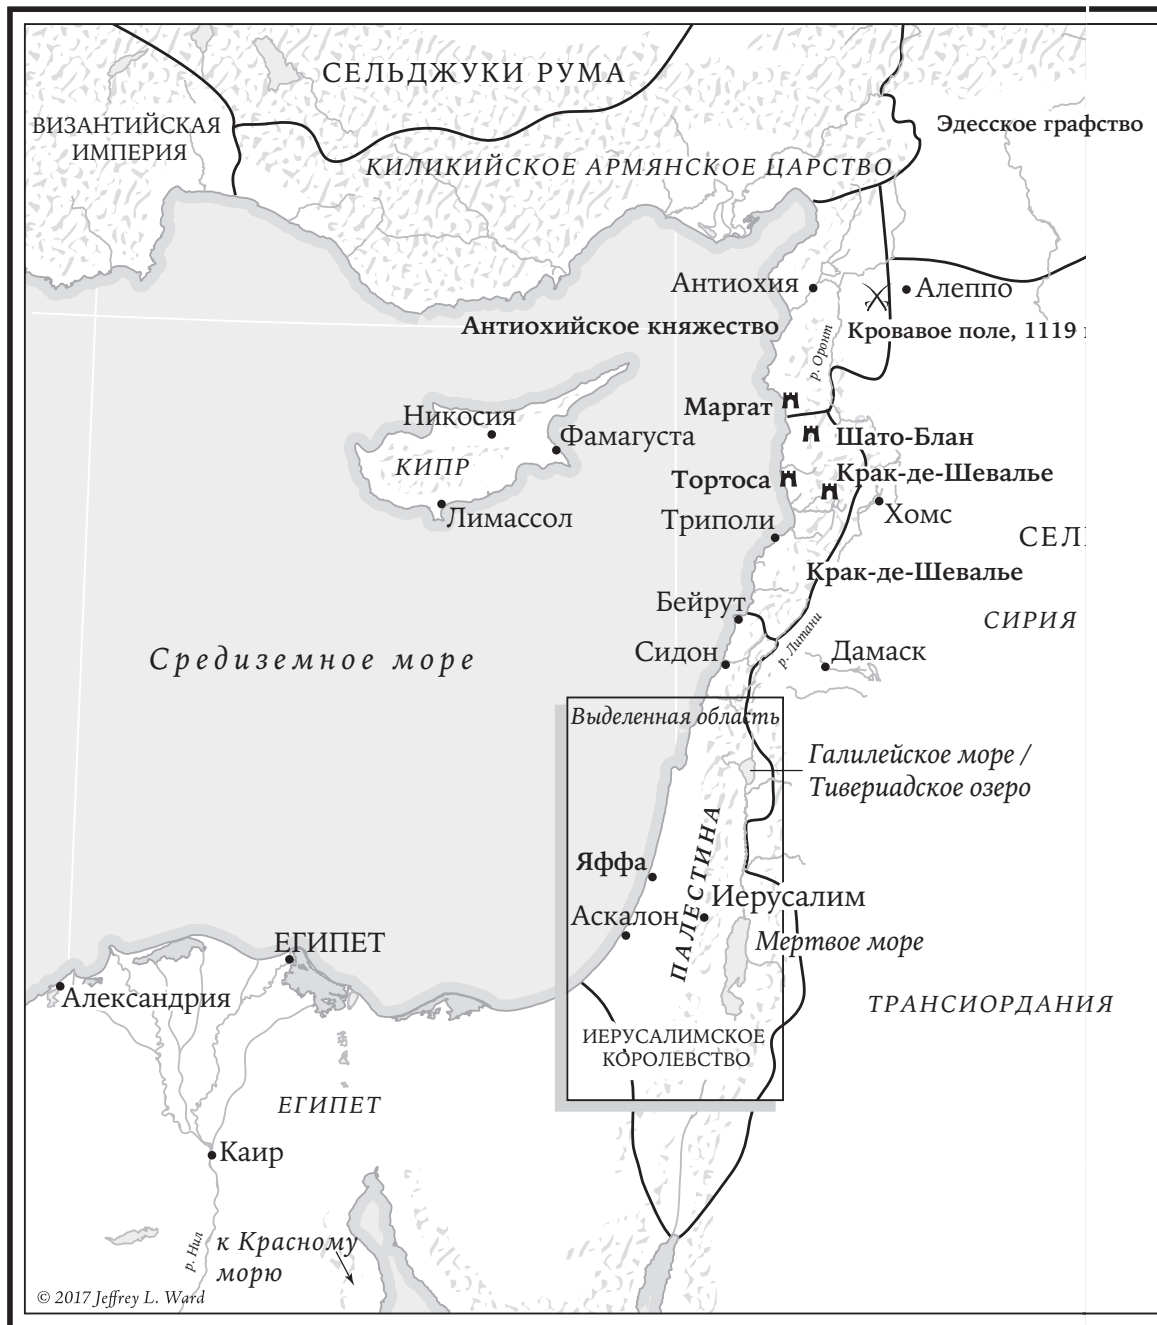 СЕЛЬДЖУКИ РУМА
ВИЗАНТИЙСКАЯ
ИМПЕРИЯ
Эдесское графство
КИЛИКИЙСКОЕ АРМЯНСКОЕ ЦАРСТВО
Антиохия
Алеппо
Антиохийское княжество
Кровавое поле, 1119
р. Оронт
Маргат
Никосия
Фамагуста
Шато-Блан
КИПР
Тортоса
Крак-де-Шевалье
Лимассол
Триполи
Хомс
СЕЛ
Крак-де-Шевалье
Бейрут
СИРИЯ
р. Литани
Средиземное море
Сидон
Дамаск
Выделенная область
Галилейское море /
Тивериадское озеро
ПАЛЕСТИНА
Яффа
Иерусалим
Аскалон
Мертвое море
ЕГИПЕТ
Александрия
ТРАНСИОРДАНИЯ
ИЕРУСАЛИМСКОЕ
КОРОЛЕВСТВО
ЕГИПЕТ
Каир
р. Нил
к Красному
морю
© 2017 Jeffrey L. Ward